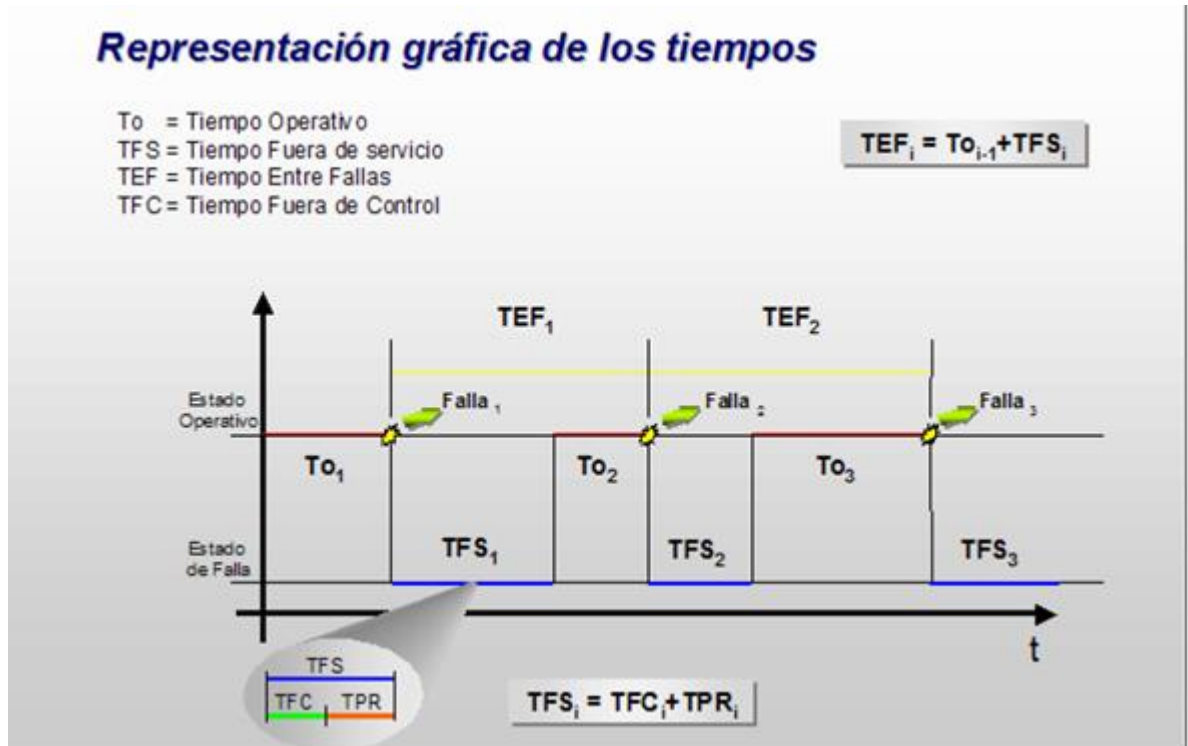 Representación gráfica de los tiempos
To = Tiempo Operativo
TFS = Tiempo Fuera de servicio
TEF = Tiempo Entre Fallas
TFC = Tiempo Fuera de Control
TEFi = Toi-1+TFSi
TEF1
TEF2
Estado
Operativo
Falla 1
Falla 2
Falla 3
To1
To2
To3
Estado
de Falla
TFS1
TFS2
TFS3
t
TFS
TFC TPR
TFSi = TFCi+TPRi